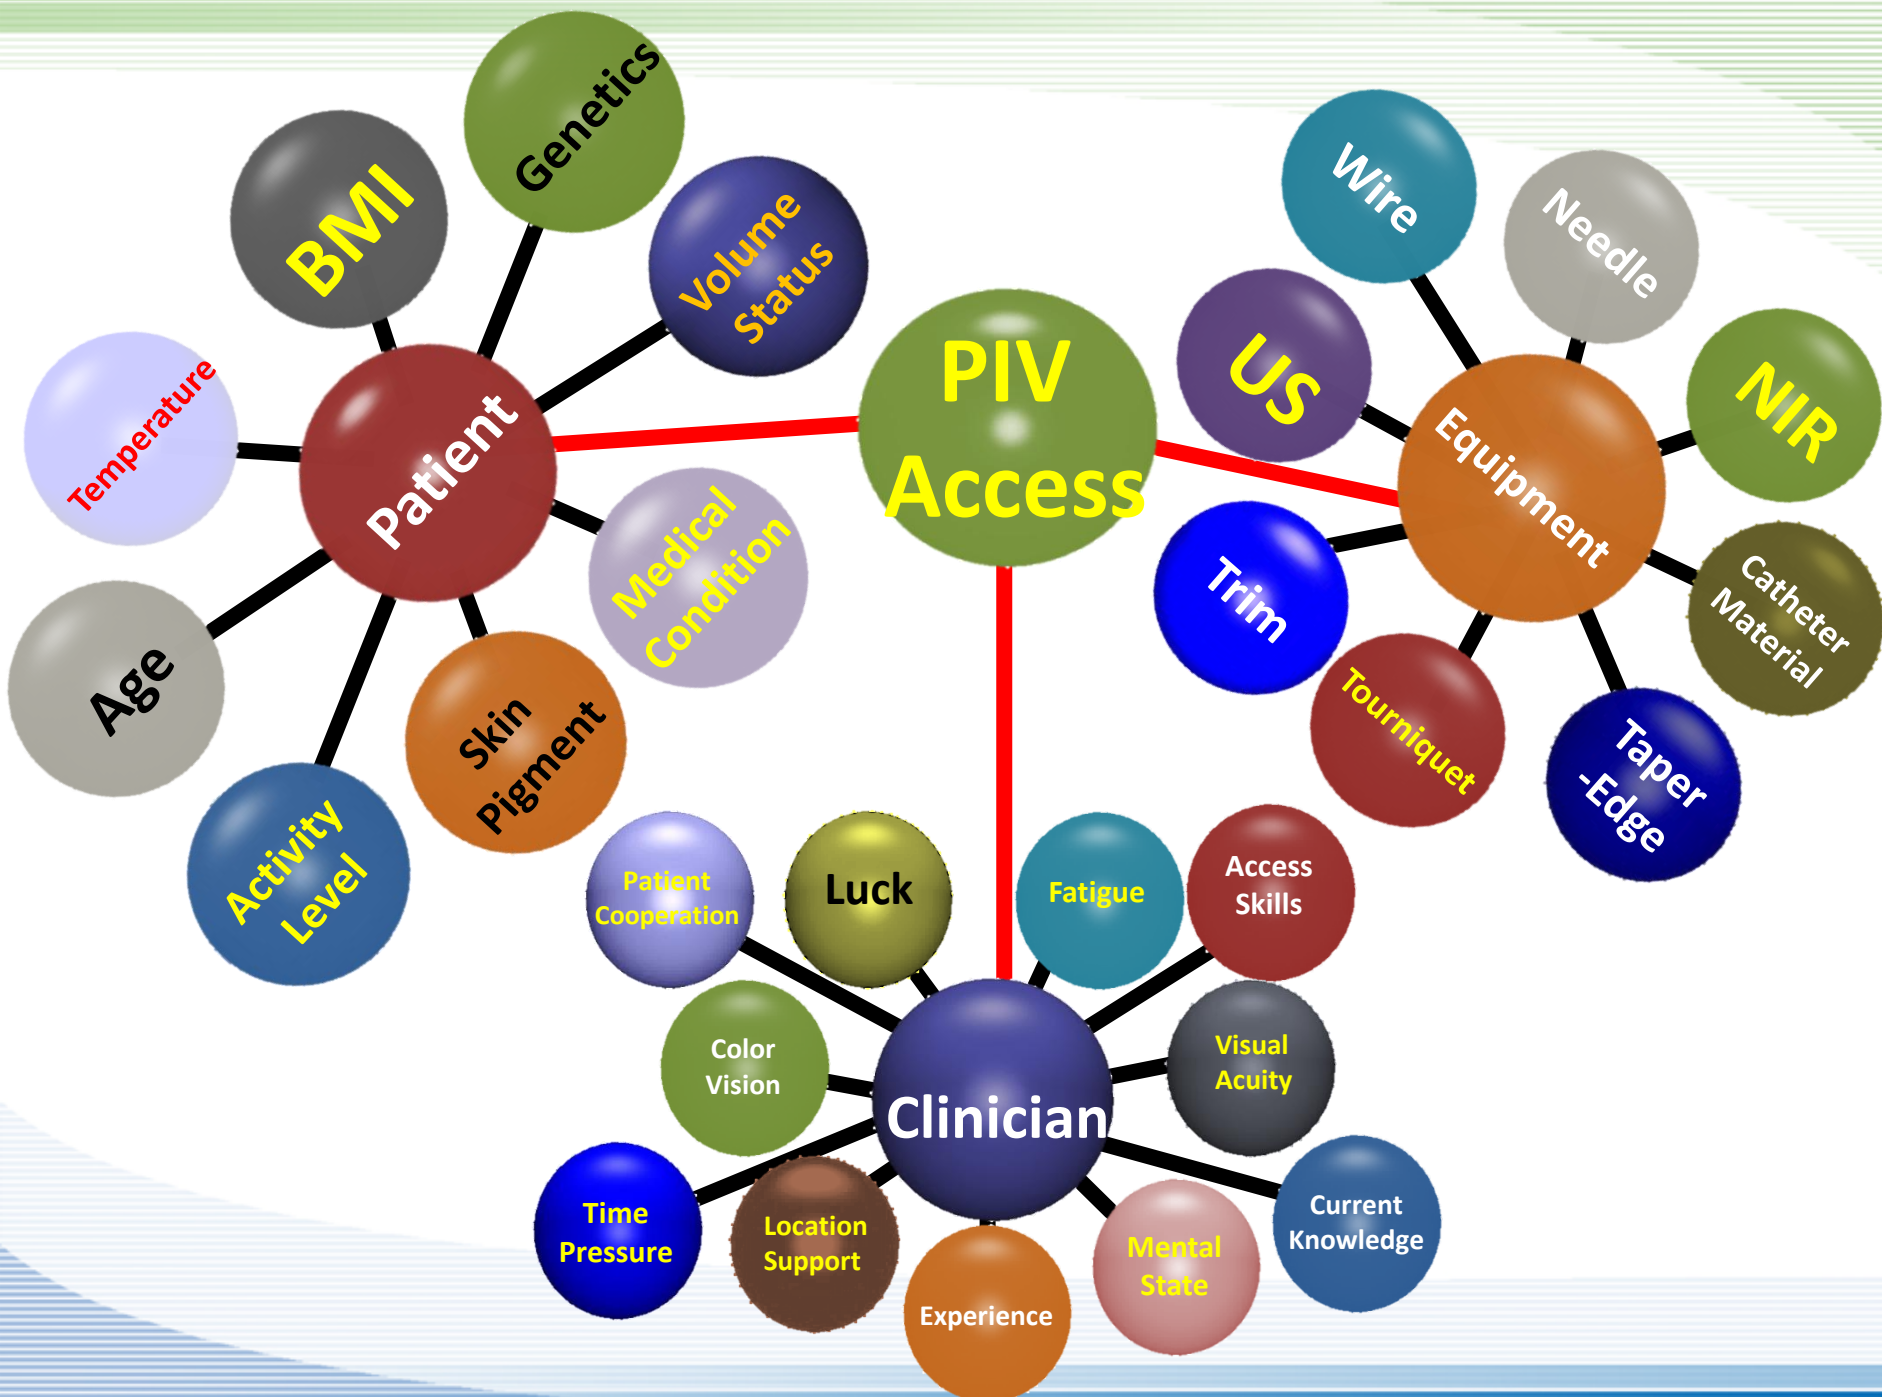 Genetics
BMI
Volume
Status
Temperature
Patient
Medical
Condition
Age
Skin
Pigment
Activity
Level
PIV
Access
Wire
Needle
US
NIR
Equipment
Trim
Catheter
Material
Tourniquet
Taper
-Edge
Patient
Cooperation
Luck
Fatigue
Access
Skills
Color
Vision
Visual
Acuity
Clinician
Time
Pressure
Location
Support
Experience
Mental
State
Current
Knowledge